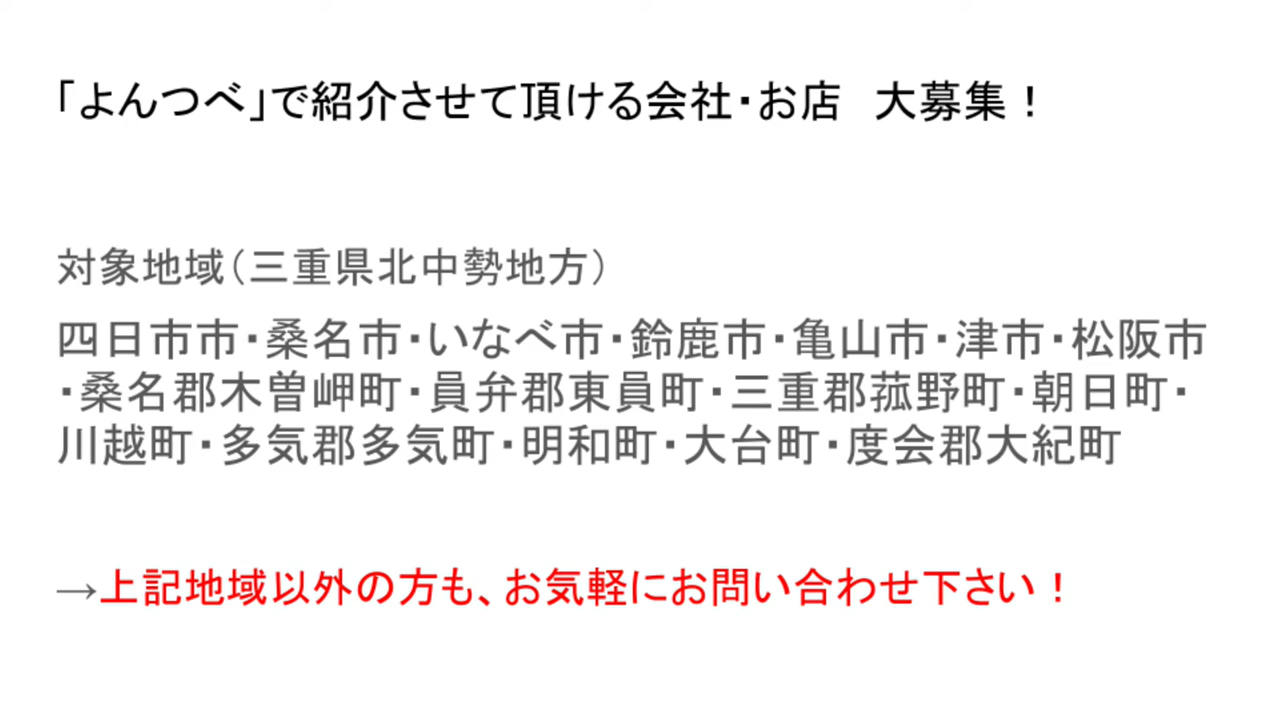 「よんつべ」で紹介させて頂ける会社・お店　大募集！
対象地域（三重県北中勢地方）
四日市市・桑名市・いなべ市・鈴鹿市・亀山市・津市・松阪市
・桑名郡木曽岬町・員弁郡東員町・三重郡菰野町・朝日町・
川越町・多気郡多気町・明和町・大台町・度会郡大紀町
→上記地域以外の方も、お気軽にお問い合わせ下さい！